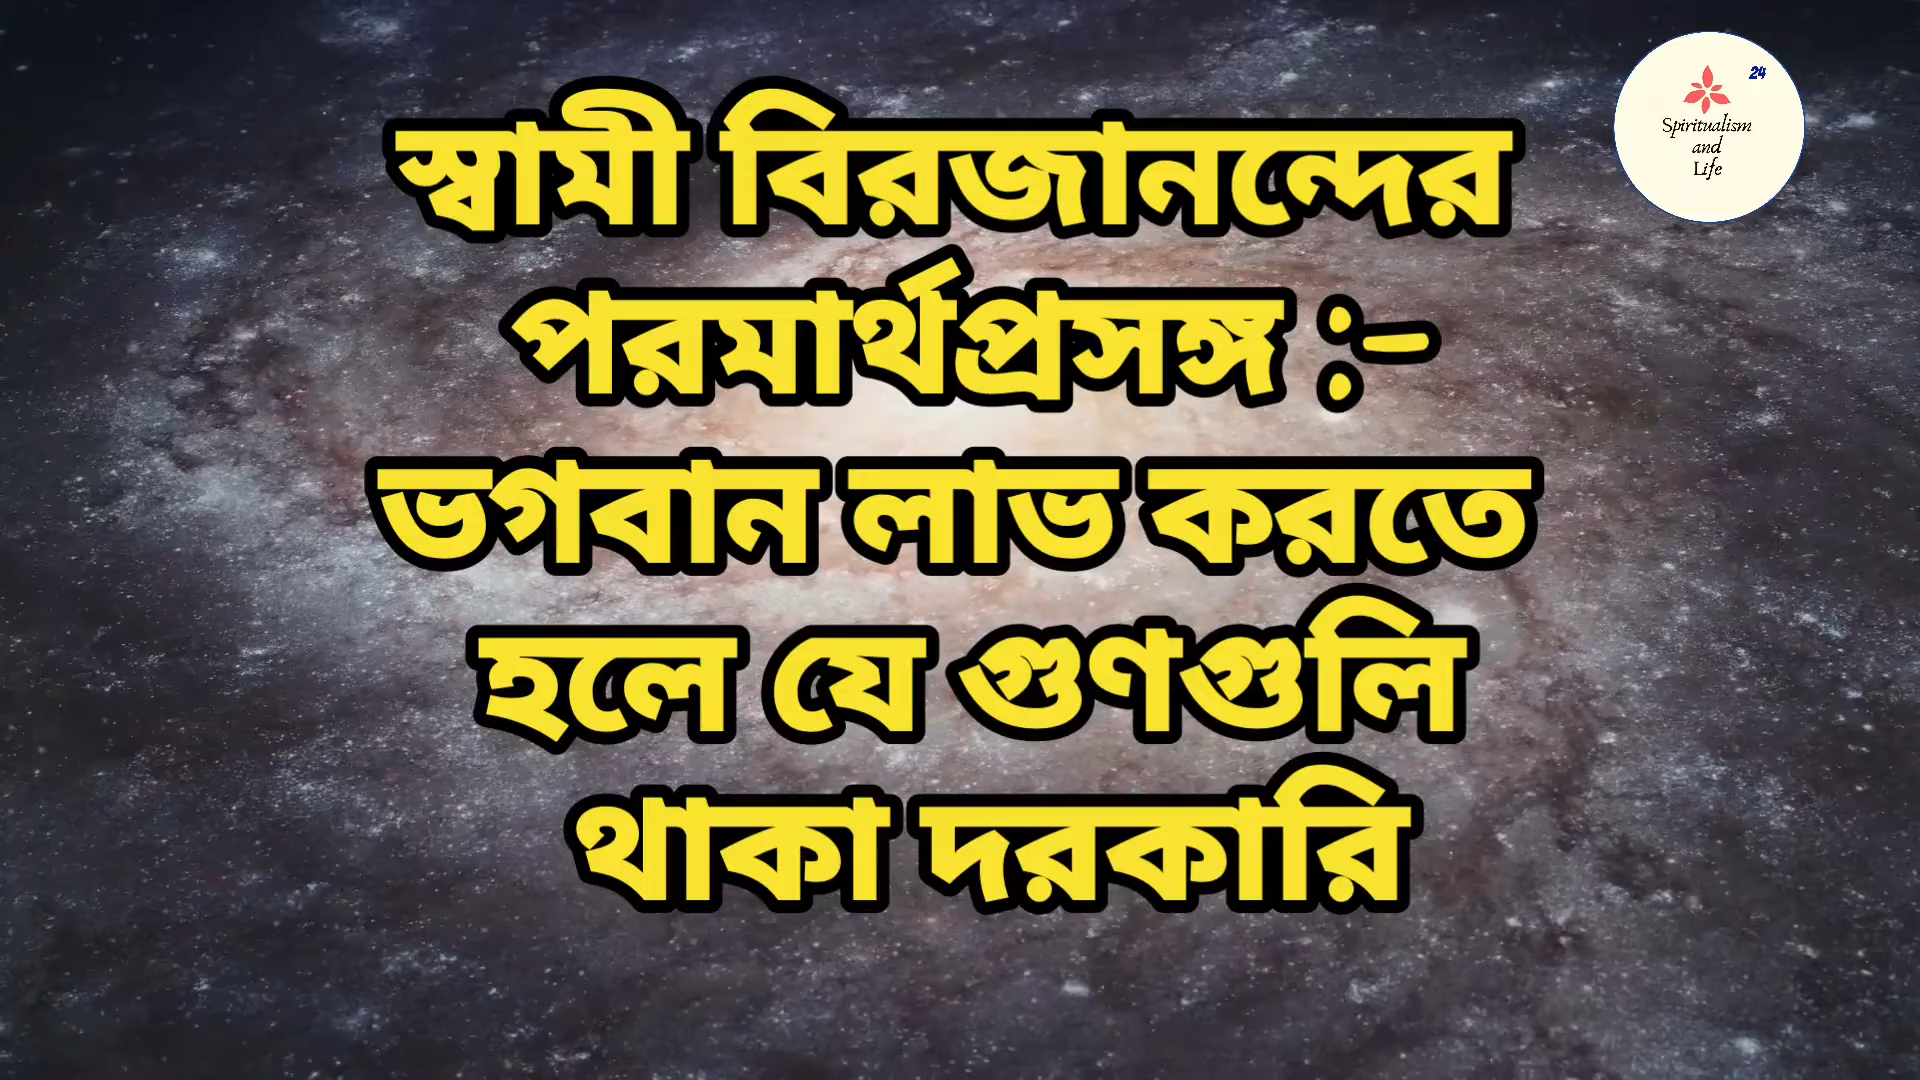 স্বামী বিরজানন্দের
পরমার্থপ্রসঙ্গ :-
ভগবান লাভ করতে
হলে যে গুণগুলি
থাকা দরকারি
24
Spiritualism
and
Life